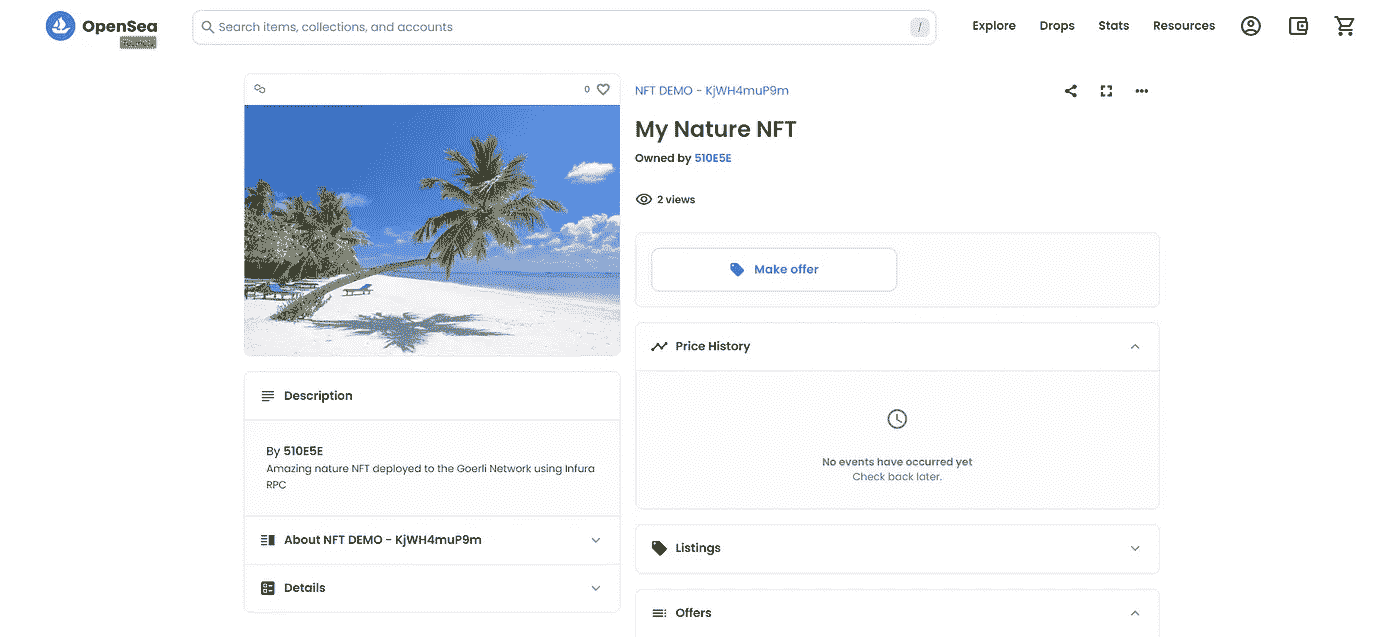 OpenSea
Testnets
Search items, collections, and accounts
/
Explore
Drops
Stats
Resources
0
NFT DEMO - KjWH4muP9m
My Nature NFT
Owned by 510E5E
2 views
Make offer
Price History
No events have occurred yet
Check back later.
Listings
Offers
Description
By 510E5E
Amazing nature NFT deployed to the Goerli Network using Infura
RPC
About NFT DEMO - KjWH4muP9m
Details